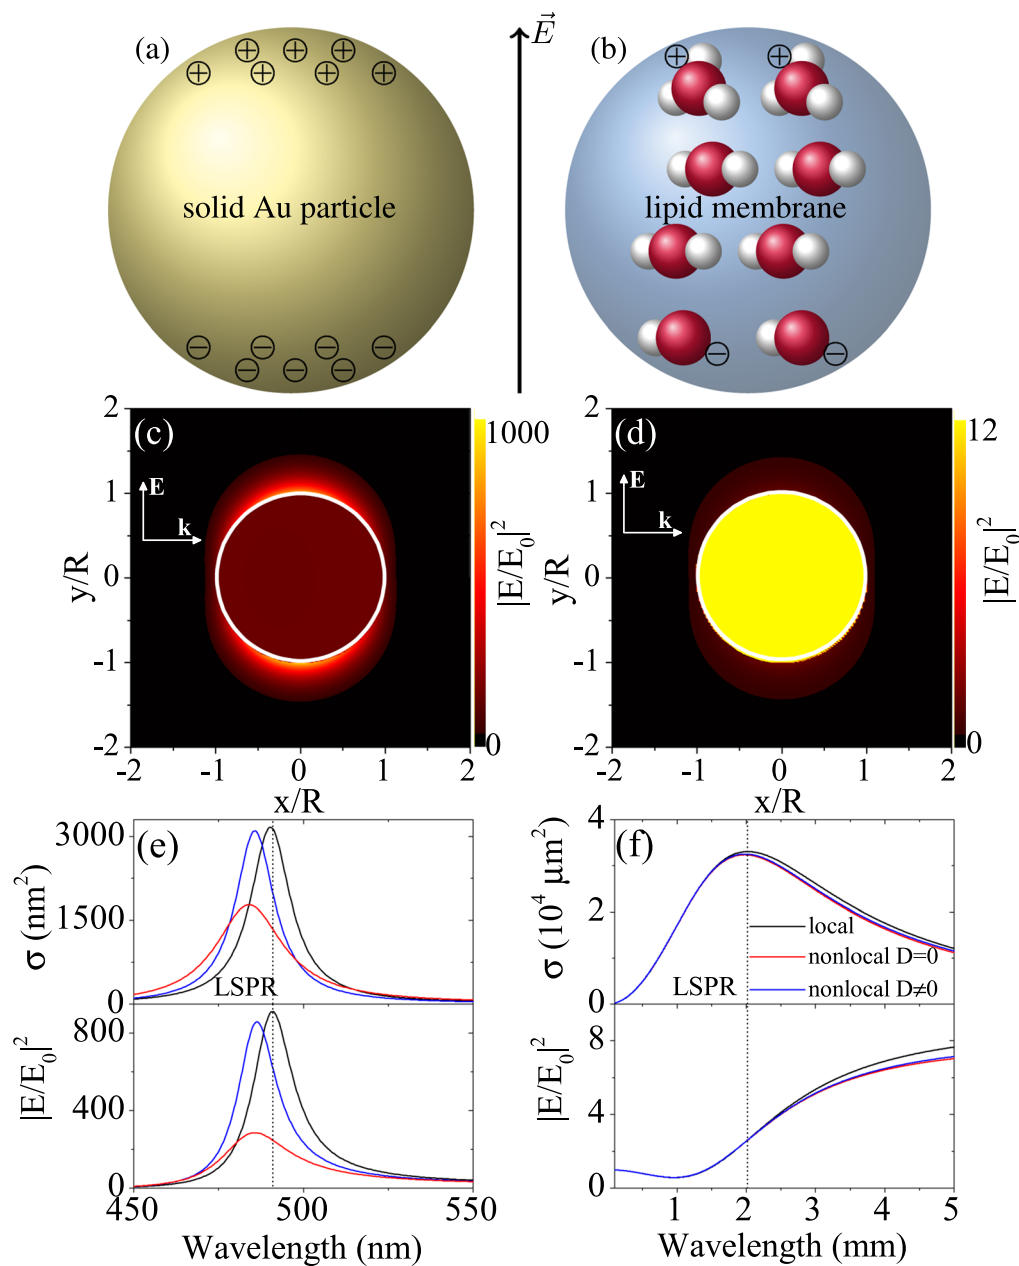 (a)
E⃗
(b)
⊕ ⊕ ⊕
⊕ ⊕ ⊕ ⊕
⊕ ⊕
solid Au particle
lipid membrane
⊖ ⊖ ⊖ ⊖
⊖ ⊖ ⊖
⊖ ⊖
(c)
2
1
0
-1
-2
y/R
-2 -1 0 1 2
x/R
E
k
1000
0
|E/E₀|²
(d)
2
1
0
-1
-2
y/R
-2 -1 0 1 2
x/R
E
k
12
0
|E/E₀|²
(e)
3000
1500
0
σ (nm²)
LSPR
800
400
0
|E/E₀|²
450 500 550
Wavelength (nm)
(f)
4
2
0
σ (10⁴ μm²)
LSPR
local
nonlocal D=0
nonlocal D≠0
8
4
0
|E/E₀|²
1 2 3 4 5
Wavelength (mm)